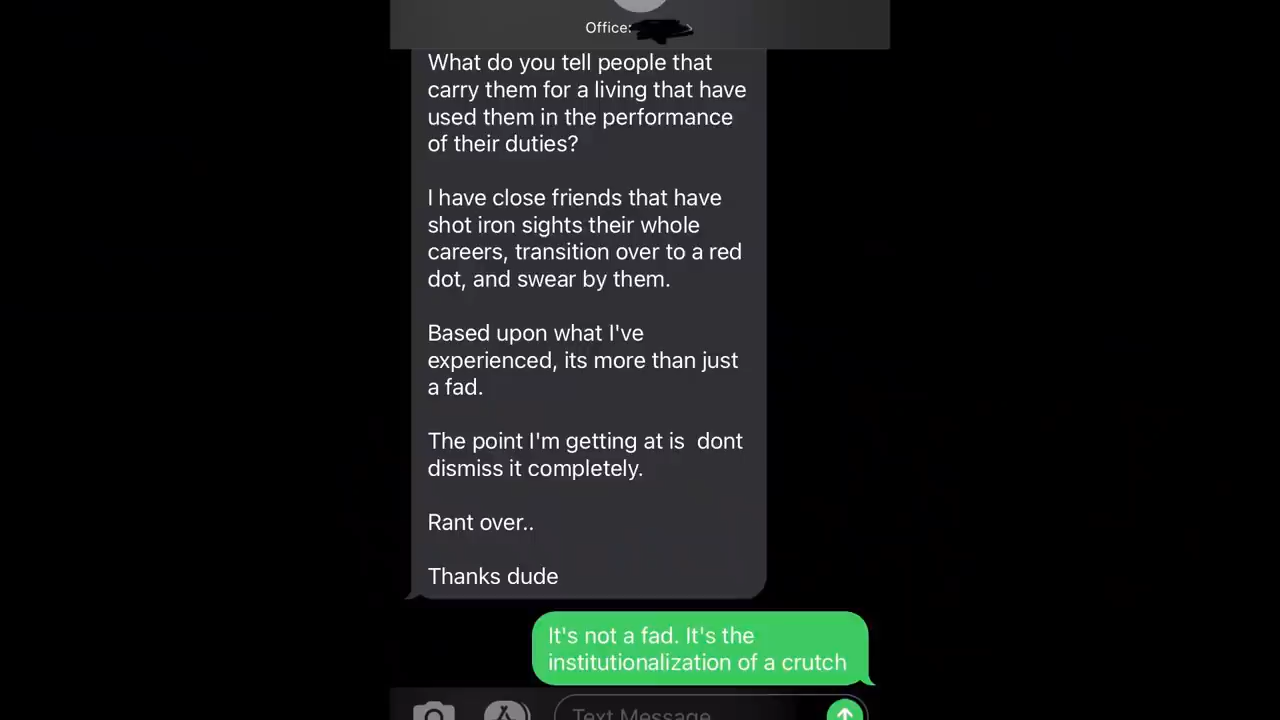 Office:
What do you tell people that
carry them for a living that have
used them in the performance
of their duties?
I have close friends that have
shot iron sights their whole
careers, transition over to a red
dot, and swear by them.
Based upon what I've
experienced, its more than just
a fad.
The point I'm getting at is  dont
dismiss it completely.
Rant over..
Thanks dude
It's not a fad. It's the
institutionalization of a crutch
Text Message